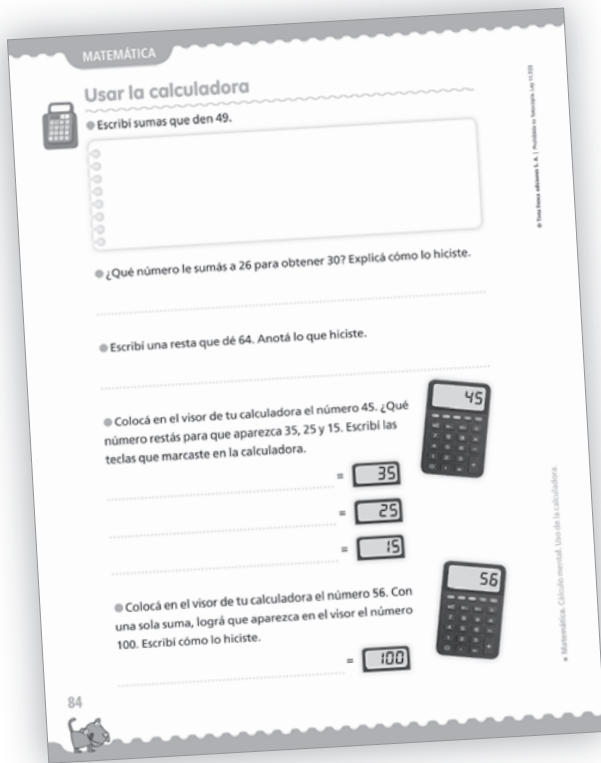 MATEMÁTICA
Usar la calculadora
Escribí sumas que den 49.
¿Qué número le sumás a 26 para obtener 30? Explicá cómo lo hiciste.
Escribí una resta que dé 64. Anotá lo que hiciste.
Colocá en el visor de tu calculadora el número 45. ¿Qué
número restás para que aparezca 35, 25 y 15. Escribí las
teclas que marcaste en la calculadora.
45
= 35
= 25
= 15
Colocá en el visor de tu calculadora el número 56. Con
una sola suma, lográ que aparezca en el visor el número
100. Escribí cómo lo hiciste.
56
= 100
84
Matemática. Cálculo mental. Uso de la calculadora.